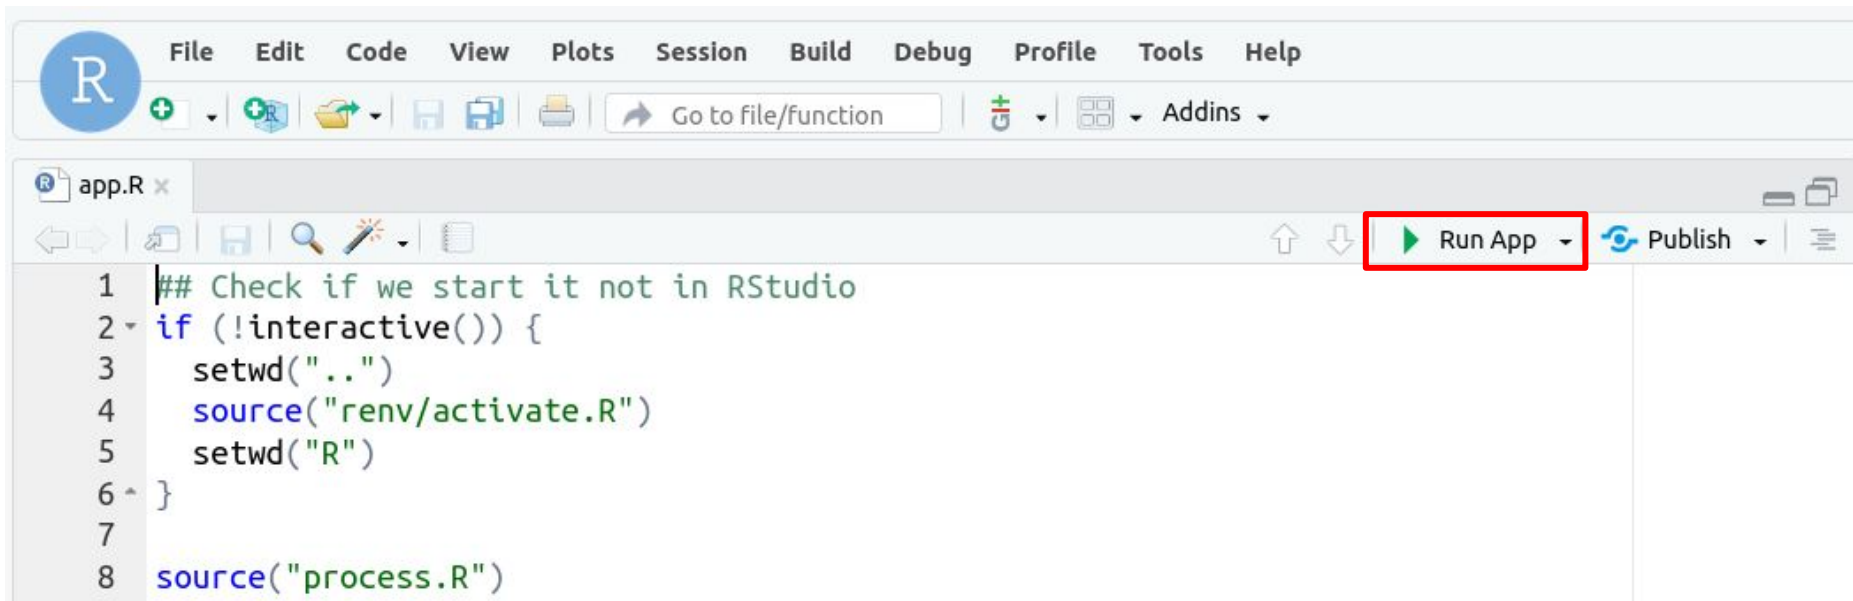 R File Edit Code View Plots Session Build Debug Profile Tools Help
R Go to file/function Git Addins
R app.R
Run App Publish
1 ## Check if we start it not in RStudio
2 if (!interactive()) {
3   setwd("..")
4   source("renv/activate.R")
5   setwd("R")
6 }
7
8 source("process.R")